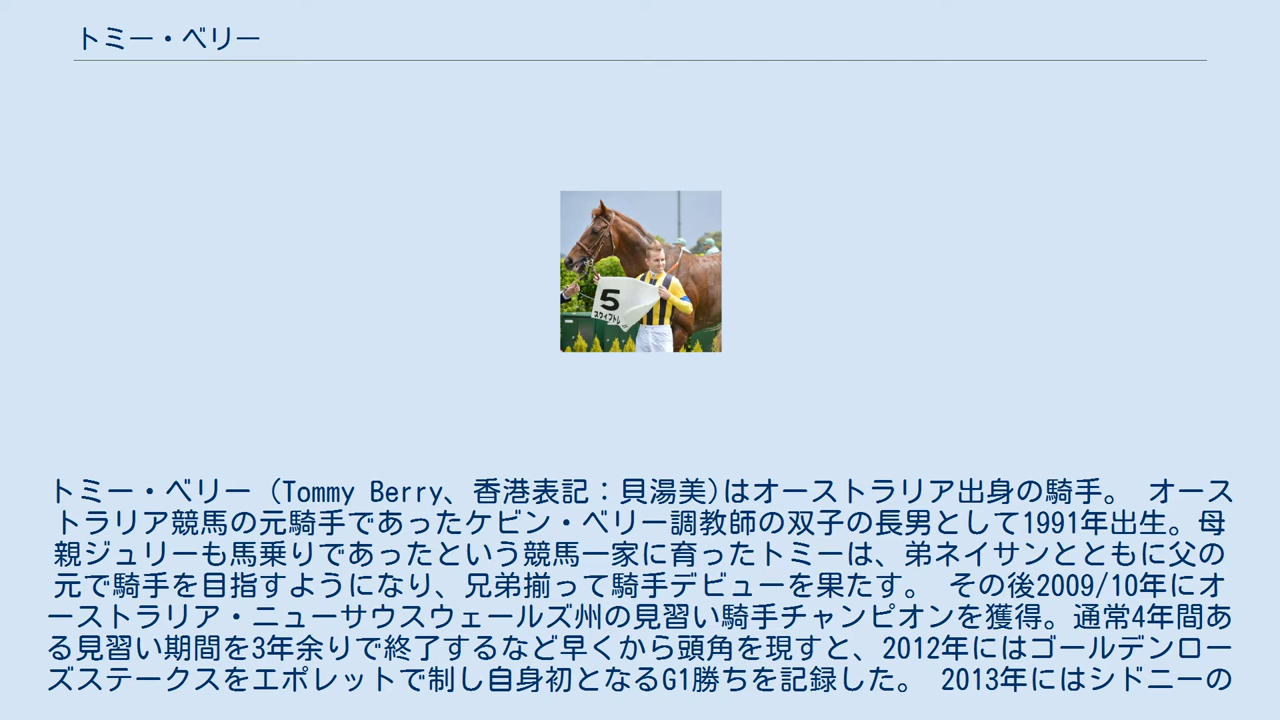 トミー・ベリー
5
スウィフトレ
トミー・ベリー（Tommy Berry、香港表記：貝湯美)はオーストラリア出身の騎手。 オース
トラリア競馬の元騎手であったケビン・ベリー調教師の双子の長男として1991年出生。母
親ジュリーも馬乗りであったという競馬一家に育ったトミーは、弟ネイサンとともに父の
元で騎手を目指すようになり、兄弟揃って騎手デビューを果たす。 その後2009/10年にオ
ーストラリア・ニューサウスウェールズ州の見習い騎手チャンピオンを獲得。通常4年間あ
る見習い期間を3年余りで終了するなど早くから頭角を現すと、2012年にはゴールデンロー
ズステークスをエポレットで制し自身初となるG1勝ちを記録した。 2013年にはシドニーの